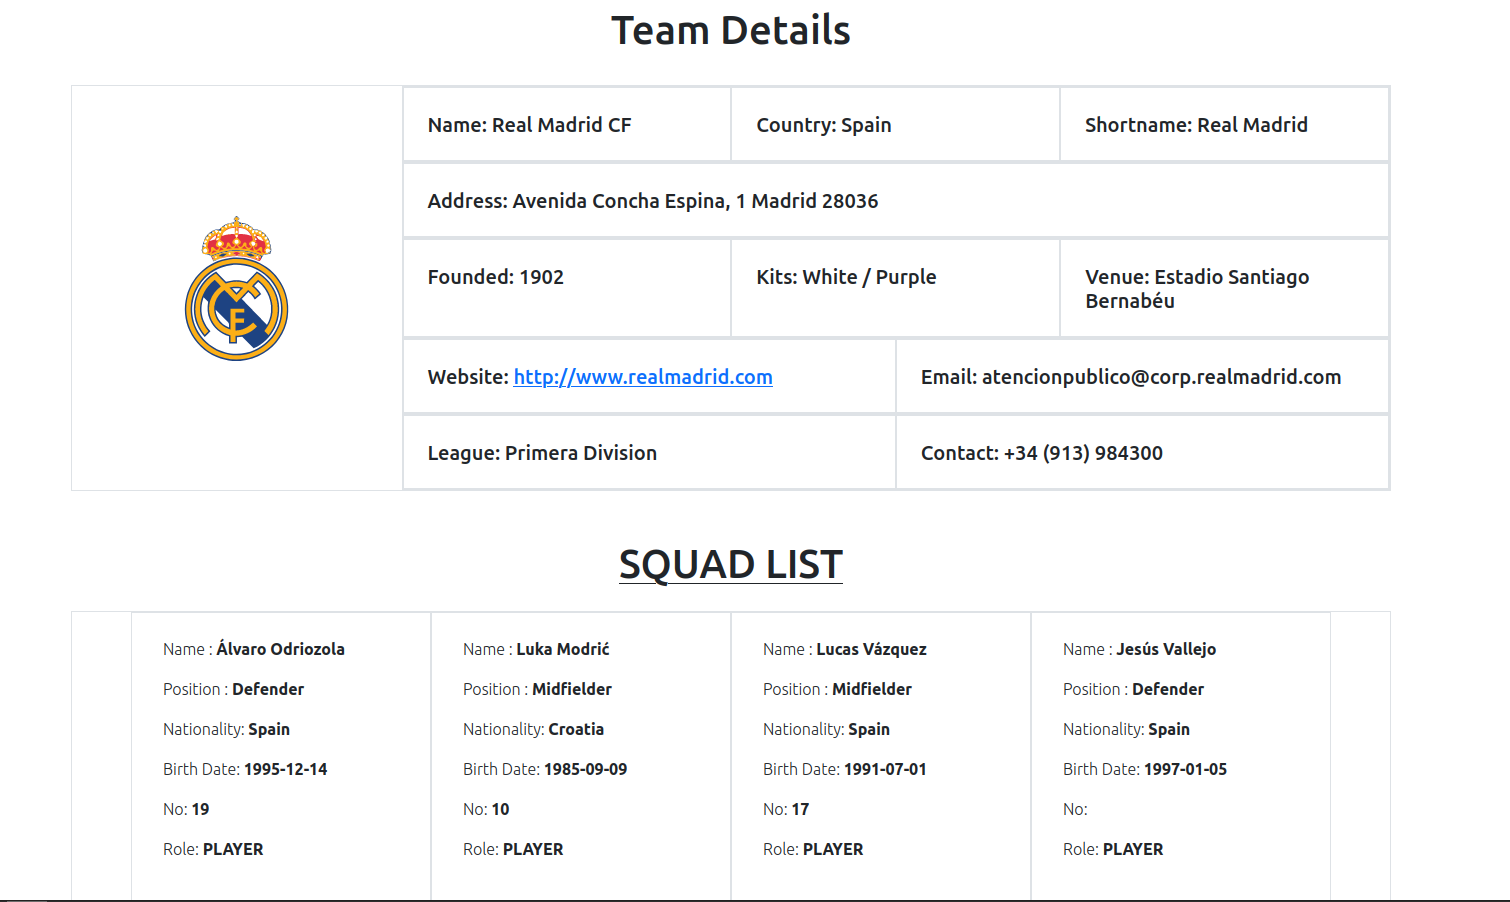 Team Details
Name: Real Madrid CF
Country: Spain
Shortname: Real Madrid
Address: Avenida Concha Espina, 1 Madrid 28036
Founded: 1902
Kits: White / Purple
Venue: Estadio Santiago
Bernabéu
Website: http://www.realmadrid.com
Email: atencionpublico@corp.realmadrid.com
League: Primera Division
Contact: +34 (913) 984300
SQUAD LIST
Name : Álvaro Odriozola
Position : Defender
Nationality: Spain
Birth Date: 1995-12-14
No: 19
Role: PLAYER
Name : Luka Modrić
Position : Midfielder
Nationality: Croatia
Birth Date: 1985-09-09
No: 10
Role: PLAYER
Name : Lucas Vázquez
Position : Midfielder
Nationality: Spain
Birth Date: 1991-07-01
No: 17
Role: PLAYER
Name : Jesús Vallejo
Position : Defender
Nationality: Spain
Birth Date: 1997-01-05
No:
Role: PLAYER